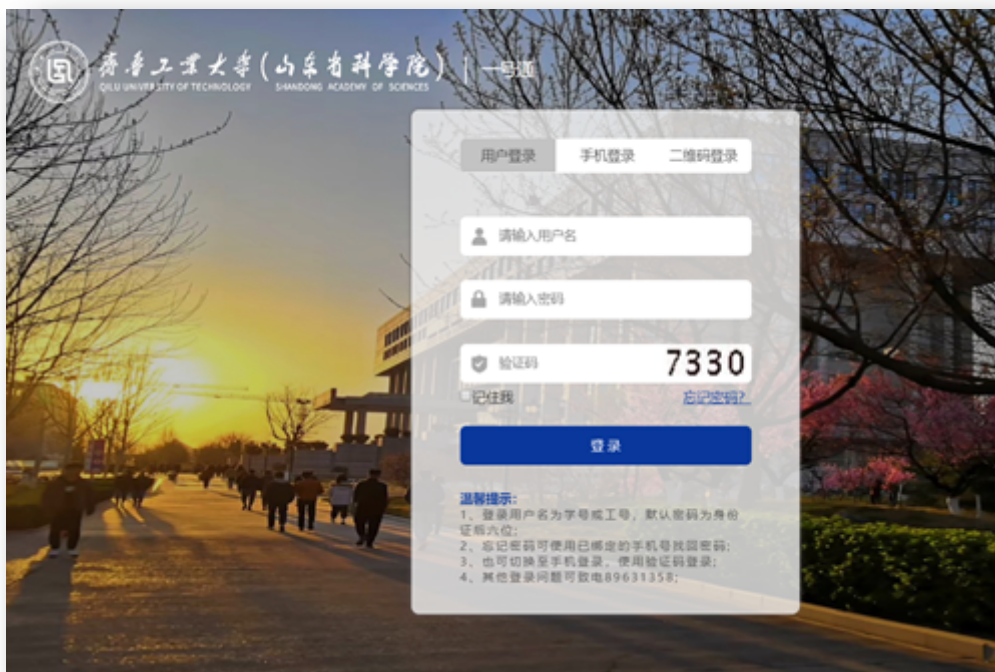 齊鲁工业大学(山东省科学院) | 一号通
QILU UNIVERSITY OF TECHNOLOGY SHANDONG ACADEMY OF SCIENCES
用户登录 手机登录 二维码登录
请输入用户名
请输入密码
验证码 7330
记住我 忘记密码?
登录
温馨提示:
1、登录用户名为学号或工号，默认密码为身份
证后六位;
2、忘记密码可使用已绑定的手机号找回密码;
3、也可切换至手机登录，使用验证码登录;
4、其他登录问题可致电89631358;